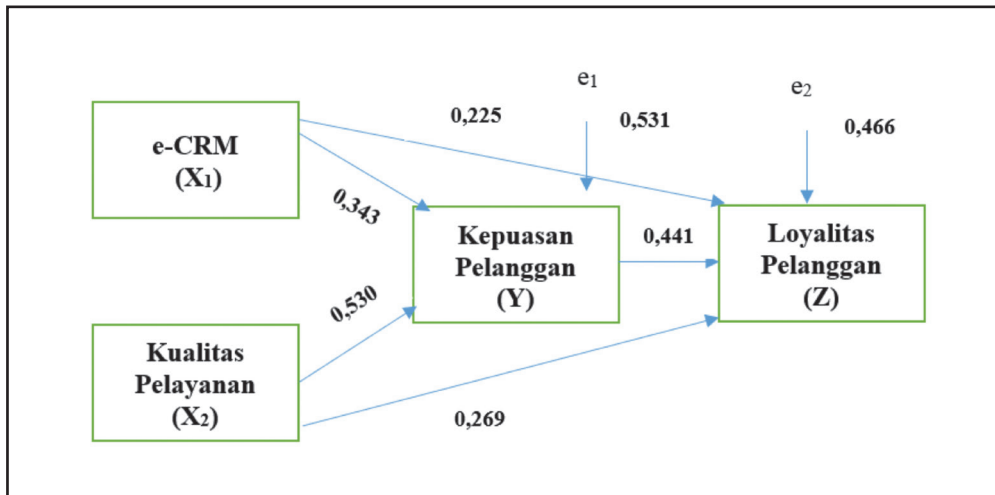 e₁
e₂
0,225
0,531
0,466
e-CRM
(X₁)
0,343
Kepuasan
Pelanggan
(Y)
0,441
Loyalitas
Pelanggan
(Z)
0,530
Kualitas
Pelayanan
(X₂)
0,269